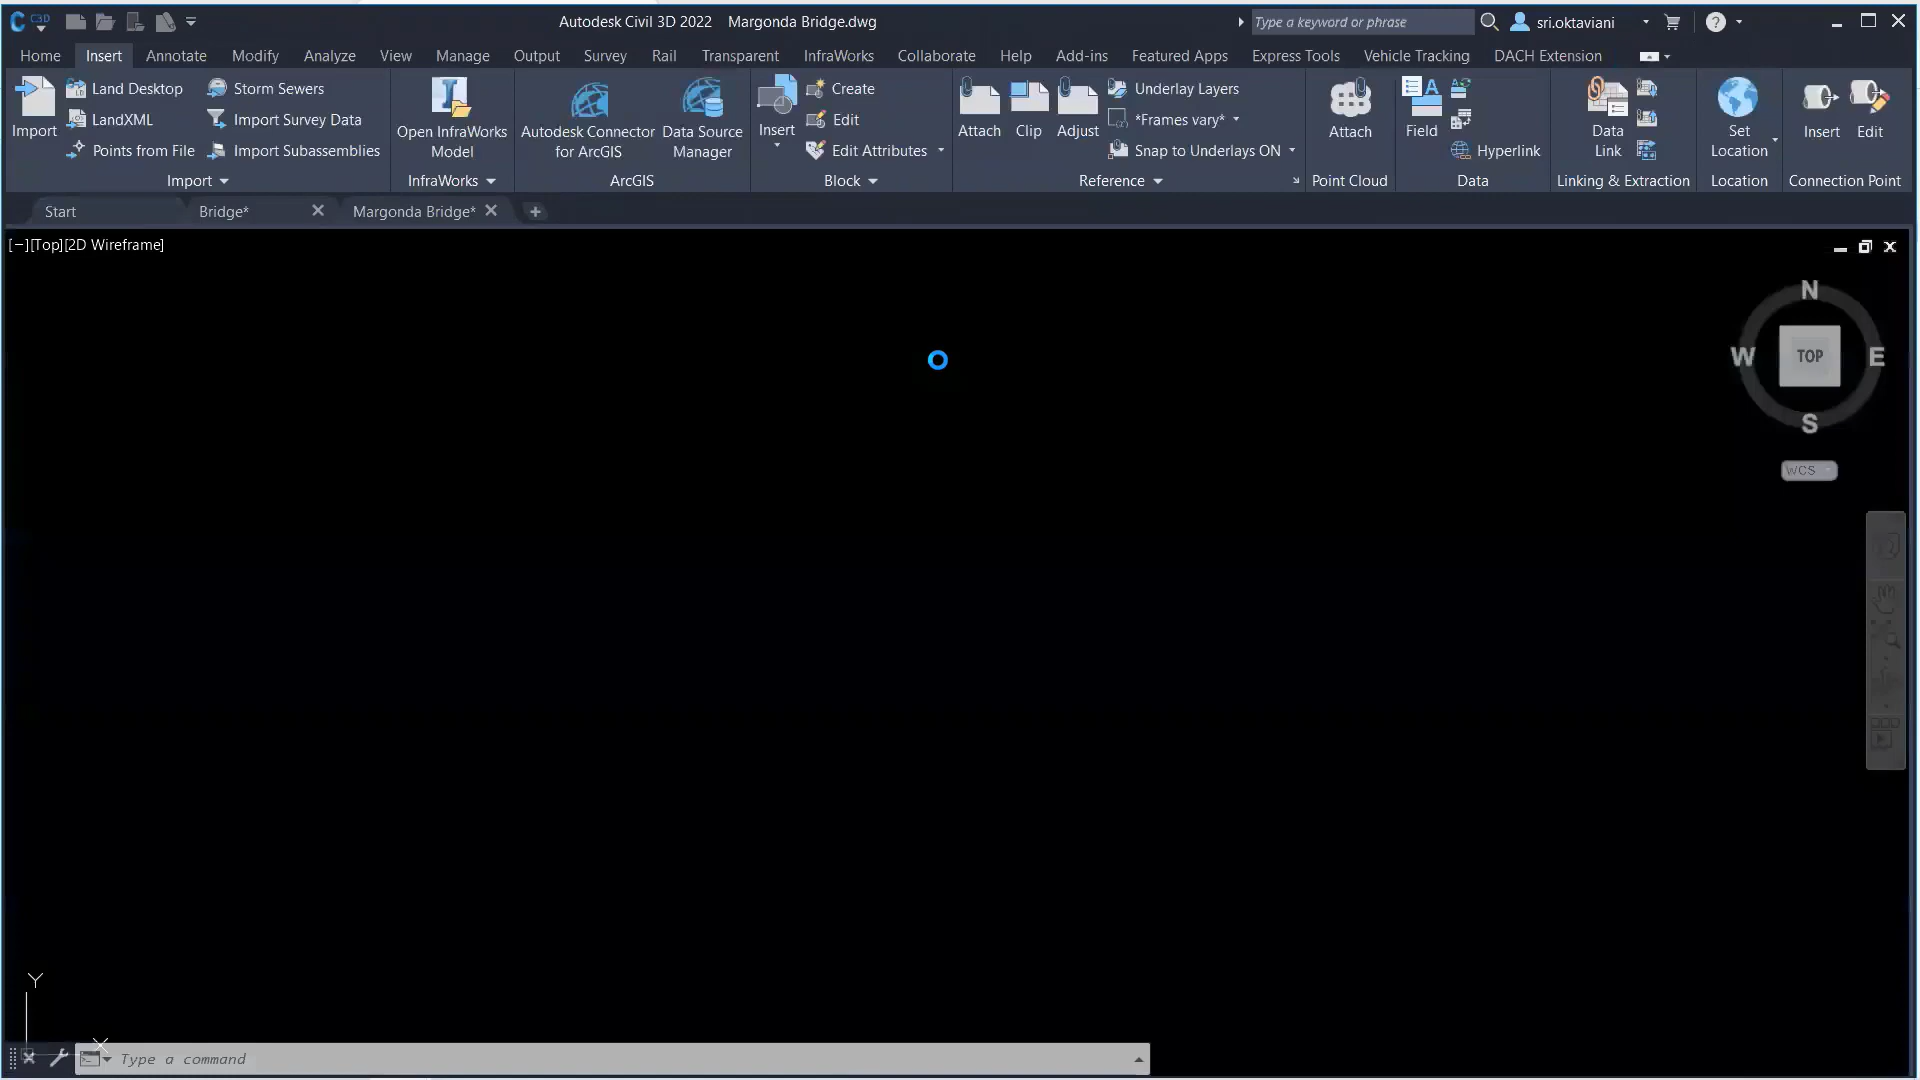 C3D Autodesk Civil 3D 2022 Margonda Bridge.dwg Type a keyword or phrase sri.oktaviani
Home Insert Annotate Modify Analyze View Manage Output Survey Rail Transparent InfraWorks Collaborate Help Add-ins Featured Apps Express Tools Vehicle Tracking DACH Extension
Import
Land Desktop
LandXML
Points from File
Storm Sewers
Import Survey Data
Import Subassemblies
Import
Open InfraWorks
Model
InfraWorks
Autodesk Connector
for ArcGIS
Data Source
Manager
ArcGIS
Insert
Create
Edit
Edit Attributes
Block
Attach
Clip
Adjust
Underlay Layers
*Frames vary*
Snap to Underlays ON
Reference
Attach
Point Cloud
Field
Hyperlink
Data
Data
Link
Linking & Extraction
Set
Location
Location
Insert
Edit
Connection Point
Start Bridge* Margonda Bridge*
[−][Top][2D Wireframe]
N
W TOP E
S
WCS
Y
X
Type a command